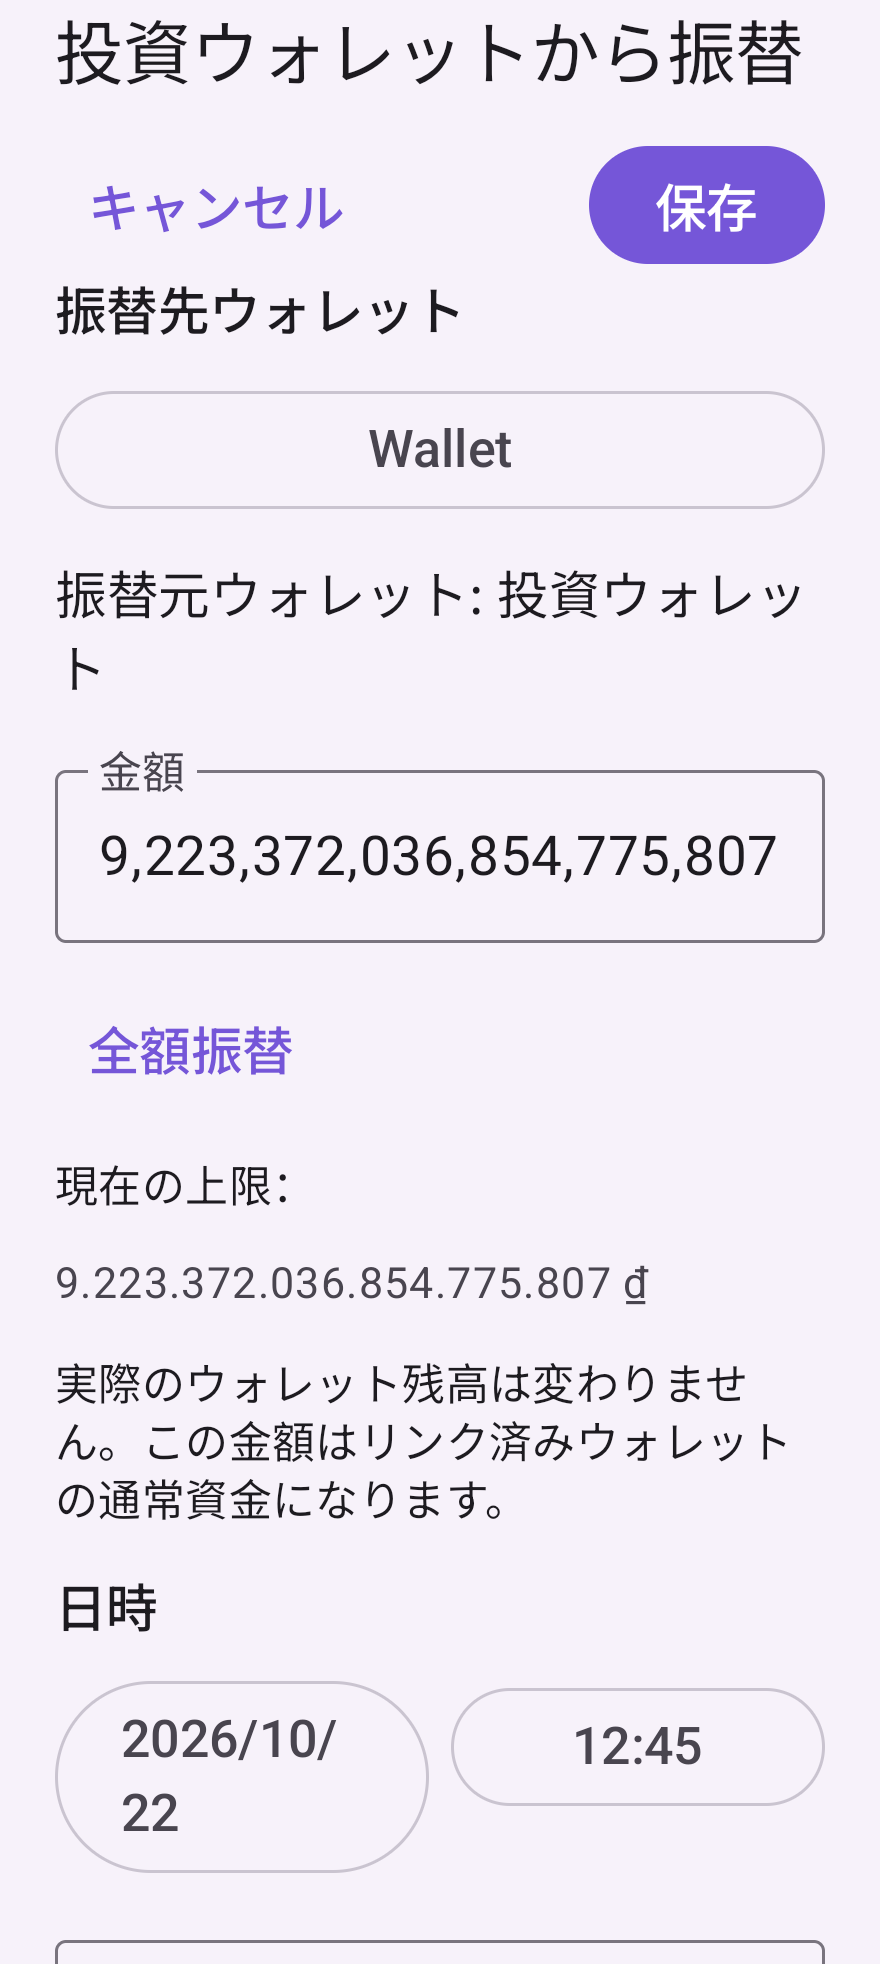 投資ウォレットから振替
キャンセル
保存
振替先ウォレット
Wallet
振替元ウォレット: 投資ウォレッ
ト
金額
9,223,372,036,854,775,807
全額振替
現在の上限:
9.223.372.036.854.775.807 ₫
実際のウォレット残高は変わりませ
ん。この金額はリンク済みウォレット
の通常資金になります。
日時
2026/10/
22
12:45